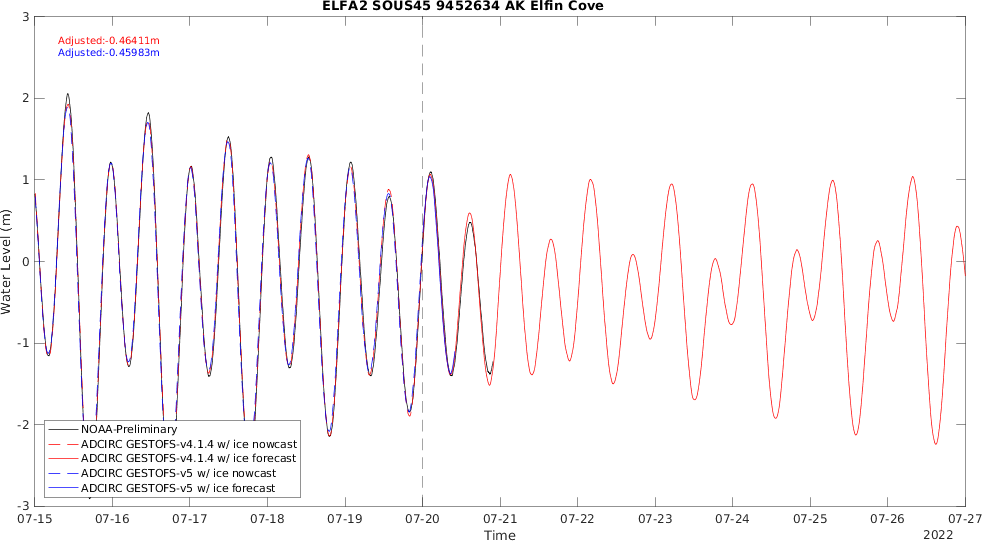 ELFA2 SOUS45 9452634 AK Elfin Cove
Adjusted:-0.46411m
Adjusted:-0.45983m
3
2
1
0
-1
-2
-3
Water Level (m)
NOAA-Preliminary
ADCIRC GESTOFS-v4.1.4 w/ ice nowcast
ADCIRC GESTOFS-v4.1.4 w/ ice forecast
ADCIRC GESTOFS-v5 w/ ice nowcast
ADCIRC GESTOFS-v5 w/ ice forecast
07-15 07-16 07-17 07-18 07-19 07-20 07-21 07-22 07-23 07-24 07-25 07-26 07-27
Time
2022